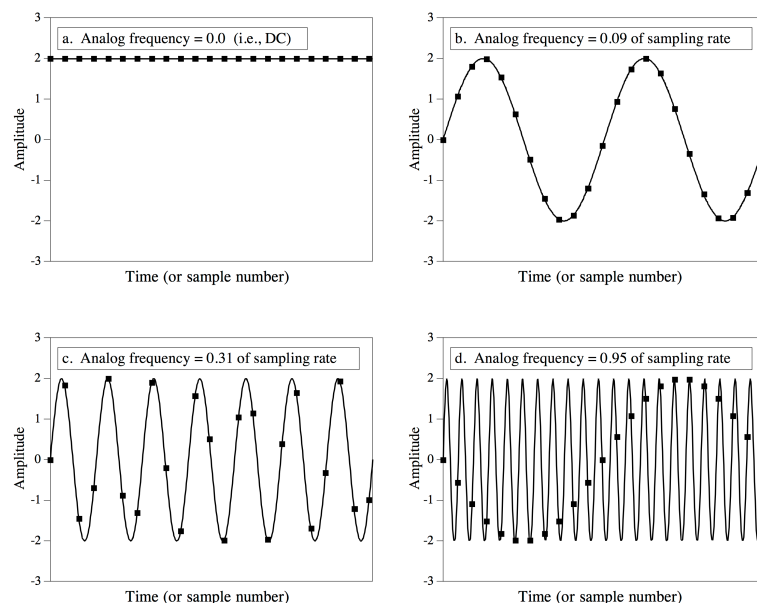 a. Analog frequency = 0.0 (i.e., DC)
3
2
1
0
-1
-2
-3
Amplitude
Time (or sample number)
b. Analog frequency = 0.09 of sampling rate
3
2
1
0
-1
-2
-3
Amplitude
Time (or sample number)
c. Analog frequency = 0.31 of sampling rate
3
2
1
0
-1
-2
-3
Amplitude
Time (or sample number)
d. Analog frequency = 0.95 of sampling rate
3
2
1
0
-1
-2
-3
Amplitude
Time (or sample number)